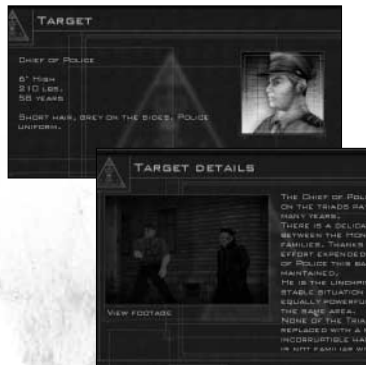 TARGET
CHIEF OF POLICE
6" HIGH
210 LBS.
58 YEARS
SHORT HAIR, GREY ON THE SIDES. POLICE
UNIFORM.
TARGET DETAILS
VIEW FOOTAGE
THE CHIEF OF POL
ON THE TRIADS PA
MANY YEARS.
THERE IS A DELICA
BETWEEN THE HON
FAMILIES. THANKS
EFFORT EXPENDED
OF POLICE THIS BA
MAINTAINED.
HE IS THE LINCHPI
STABLE SITUATION
EQUALLY POWERFU
THE SAME AREA.
NONE OF THE TRIA
REPLACED WITH A
INCORRUPTIBLE HA
IS NOT FAMILIAR WI